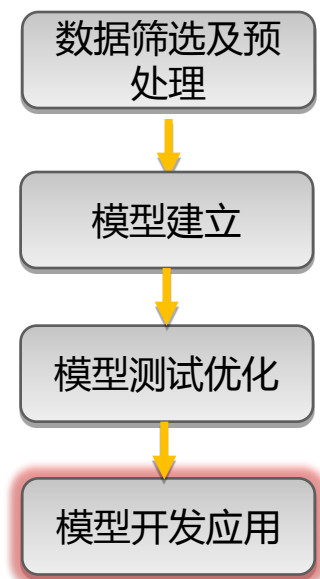 数据筛选及预
处理
模型建立
模型测试优化
模型开发应用